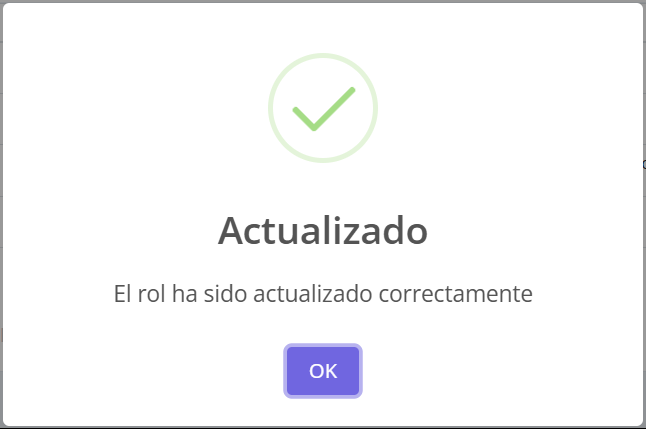 Actualizado
El rol ha sido actualizado correctamente
OK